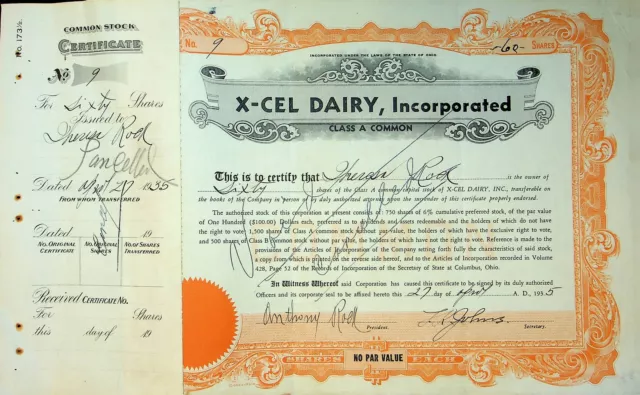 No. 173½
COMMON STOCK
CERTIFICATE
No 9
For Sixty Shares
Issued to
Theresa Rod
Cancelled
Dated April 27 1935
FROM WHOM TRANSFERRED
Dated 19
NO. ORIGINAL CERTIFICATE
NO. ORIGINAL SHARES
NO. OF SHARES TRANSFERRED
Received CERTIFICATE NO.
For Shares
this day of 19
No. 9
-60- SHARES
INCORPORATED UNDER THE LAWS OF THE STATE OF OHIO
X-CEL DAIRY, Incorporated
CLASS A COMMON
This is to certify that Theresa Rod is the owner of
Sixty shares of the Class A common capital stock of X-CEL DAIRY, INC., transferable on
the books of the Company in person or by duly authorized attorney upon the surrender of this certificate properly endorsed.
The authorized stock of this corporation at present consists of: 750 shares of 6% cumulative preferred stock, of the par value
of One Hundred ($100.00) Dollars each, preferred as to dividends and assets redeemable and the holders of which do not
have the right to vote, 1,500 shares of Class A common stock without par value, the holders of which have the exclusive right to vote,
and 500 shares of Class B common stock without par value, the holders of which have not the right to vote. Reference is made to the
provisions of the Articles of Incorporation of the Company setting forth fully the characteristics of said stock,
a copy from which is printed on the reverse side hereof, and to the Articles of Incorporation recorded in Volume
428, Page 52 of the Records of Incorporation of the Secretary of State at Columbus, Ohio.
In Witness Whereof said Corporation has caused this certificate to be signed by its duly authorized
Officers and its corporate seal to be affixed hereto this 27 day of April A. D., 1955
Anthony Rod President.
Secretary.
SHARES NO PAR VALUE EACH